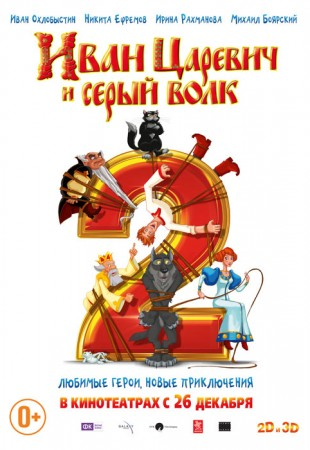 Иван Охлобыстин Никита Ефремов Ирина Рахманова Михаил Боярский
Иван Царевич
и серый волк
2
Любимые герои, новые приключения
0+
в кинотеатрах с 26 декабря
2D и 3D